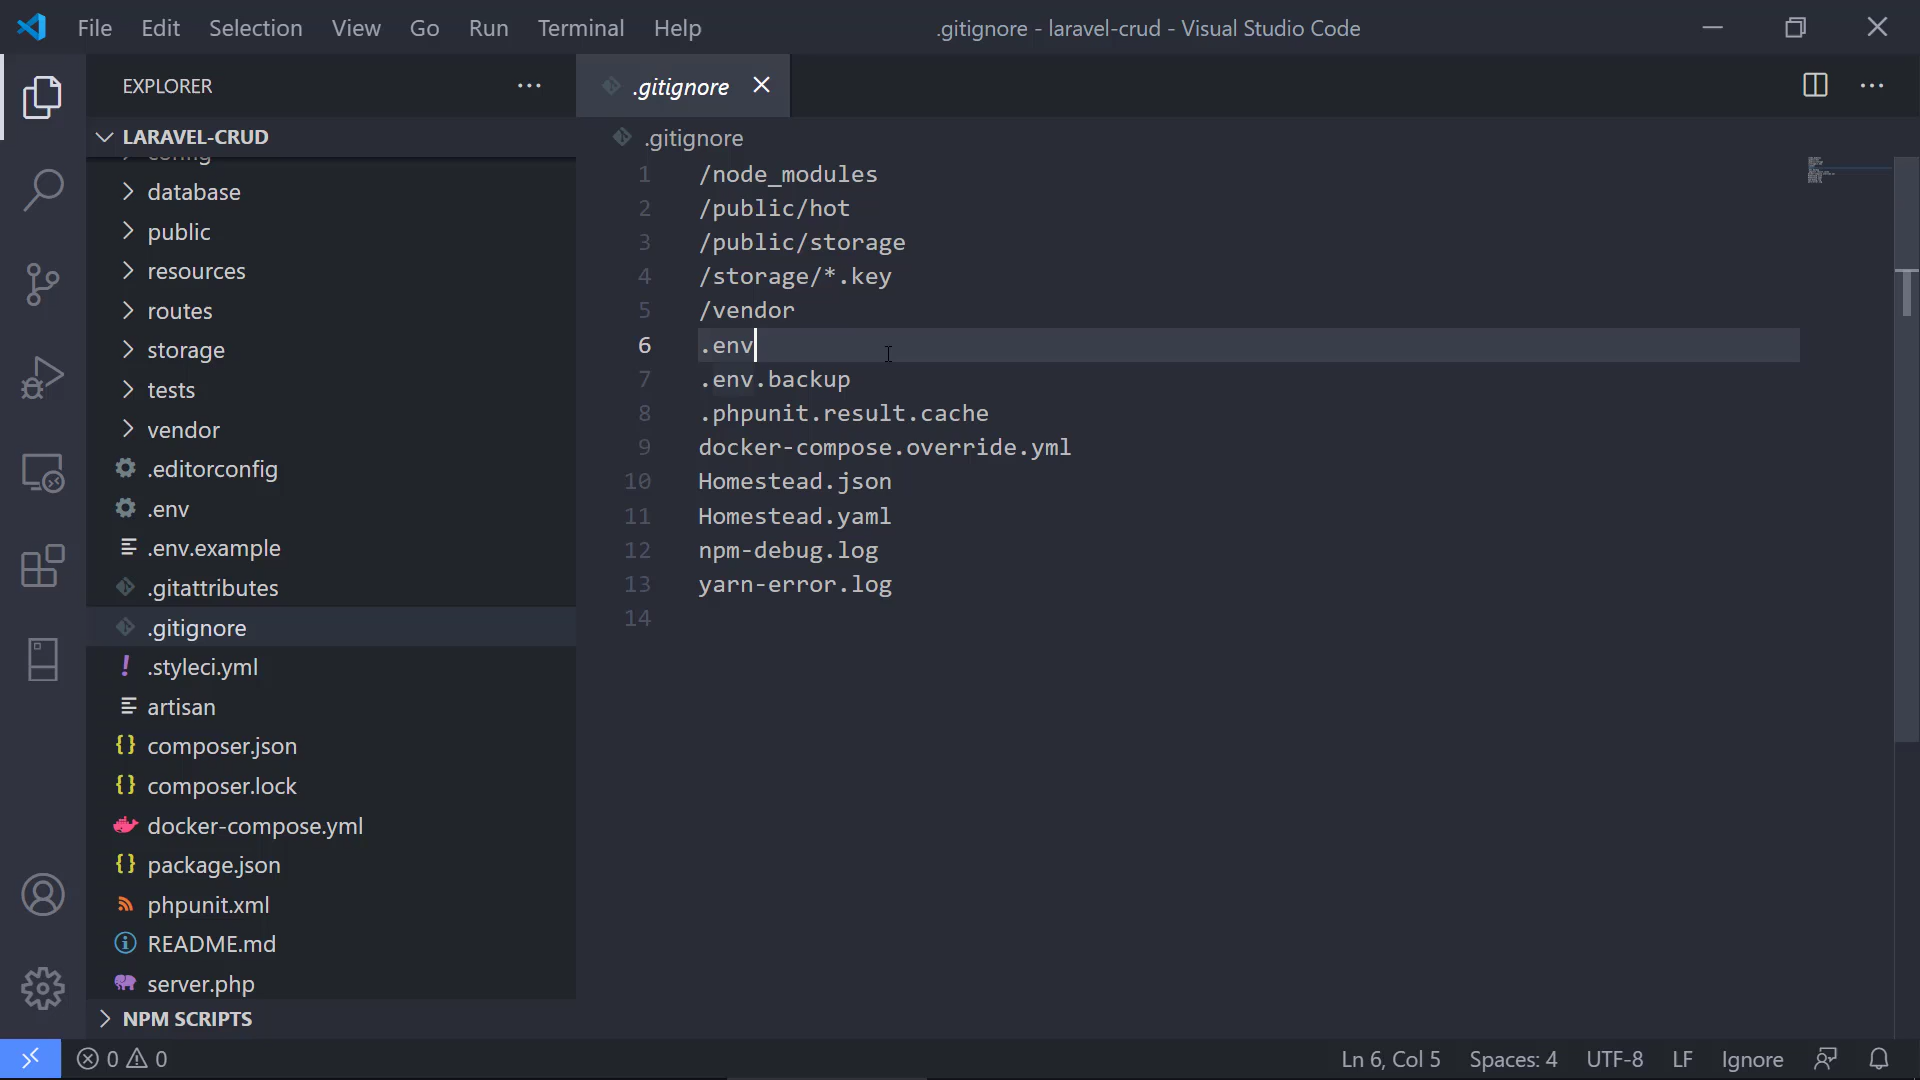 File Edit Selection View Go Run Terminal Help .gitignore - laravel-crud - Visual Studio Code
EXPLORER
.gitignore
LARAVEL-CRUD
.gitignore
config
database
public
resources
routes
storage
tests
vendor
.editorconfig
.env
.env.example
.gitattributes
.gitignore
.styleci.yml
artisan
composer.json
composer.lock
docker-compose.yml
package.json
phpunit.xml
README.md
server.php
NPM SCRIPTS
1 /node_modules
2 /public/hot
3 /public/storage
4 /storage/*.key
5 /vendor
6 .env
7 .env.backup
8 .phpunit.result.cache
9 docker-compose.override.yml
10 Homestead.json
11 Homestead.yaml
12 npm-debug.log
13 yarn-error.log
14
0 0 Ln 6, Col 5 Spaces: 4 UTF-8 LF Ignore